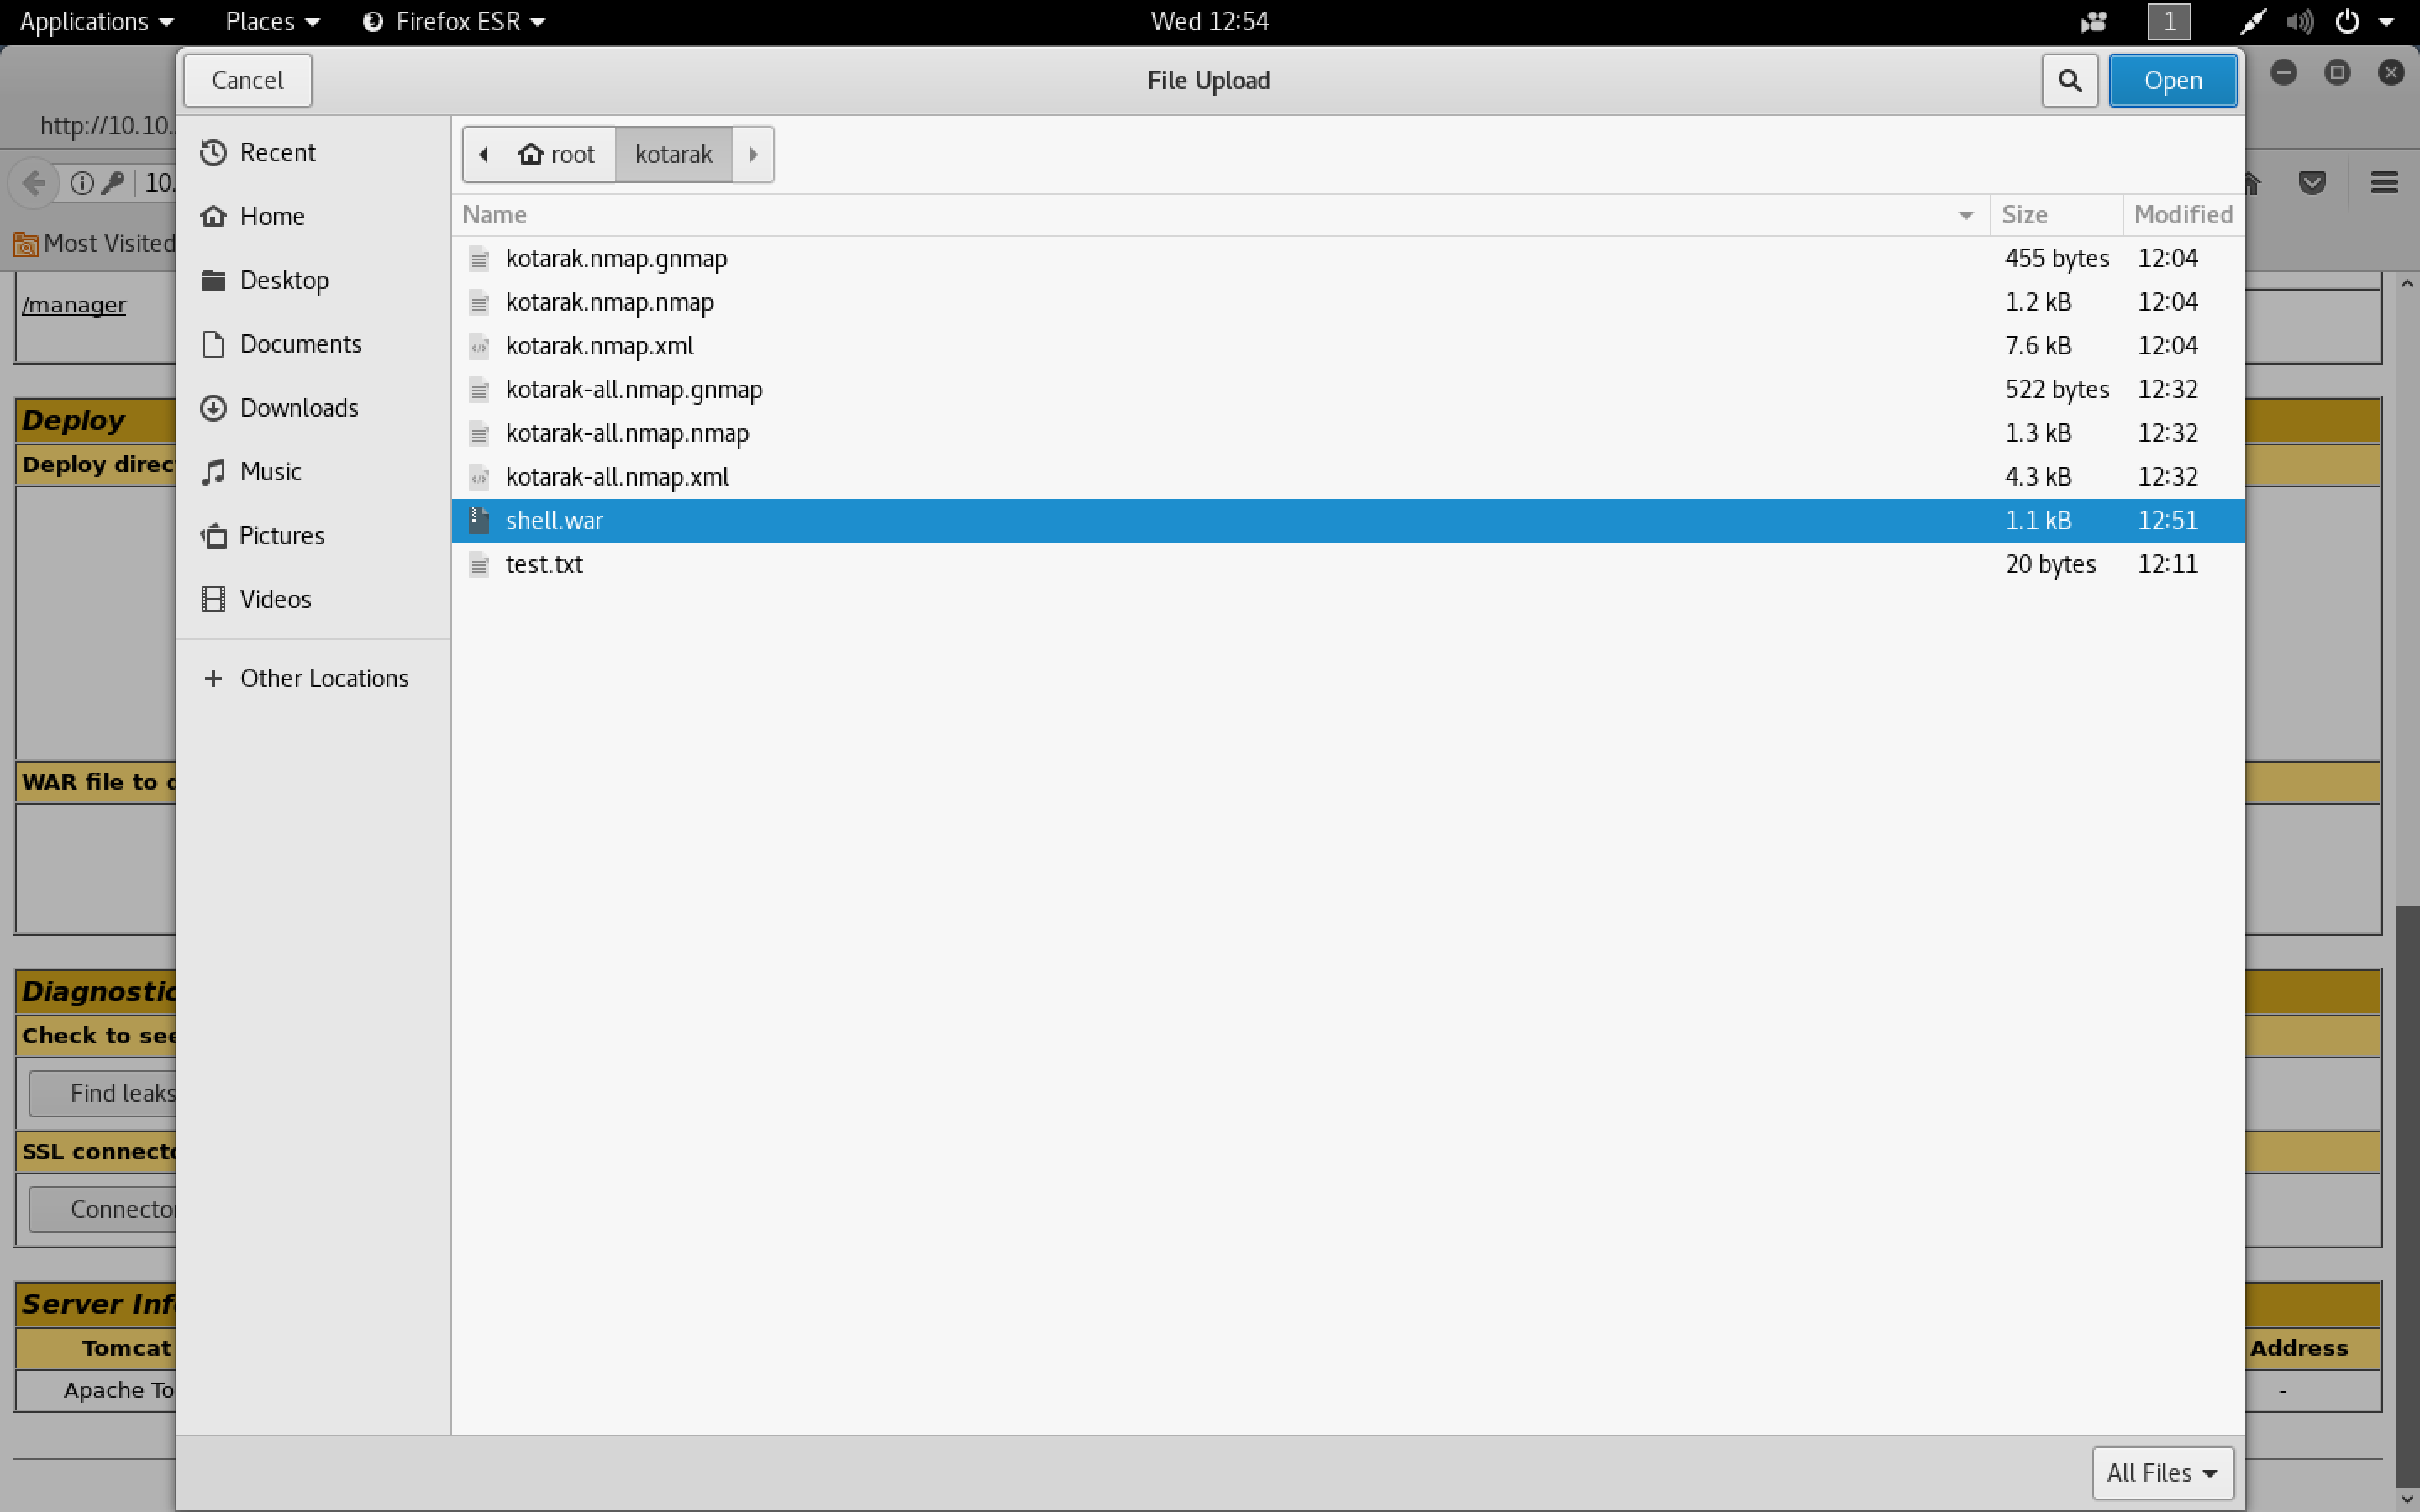 Applications Places Firefox ESR Wed 12:54 1
Cancel File Upload Open
http://10.10..
10.
Most Visited
/manager
Deploy
Deploy direc
WAR file to d
Diagnostic
Check to see
Find leaks
SSL connecto
Connector
Server Inf
Tomcat
Apache To
Address
-
Recent
Home
Desktop
Documents
Downloads
Music
Pictures
Videos
+ Other Locations
root kotarak
Name Size Modified
kotarak.nmap.gnmap 455 bytes 12:04
kotarak.nmap.nmap 1.2 kB 12:04
kotarak.nmap.xml 7.6 kB 12:04
kotarak-all.nmap.gnmap 522 bytes 12:32
kotarak-all.nmap.nmap 1.3 kB 12:32
kotarak-all.nmap.xml 4.3 kB 12:32
shell.war 1.1 kB 12:51
test.txt 20 bytes 12:11
All Files